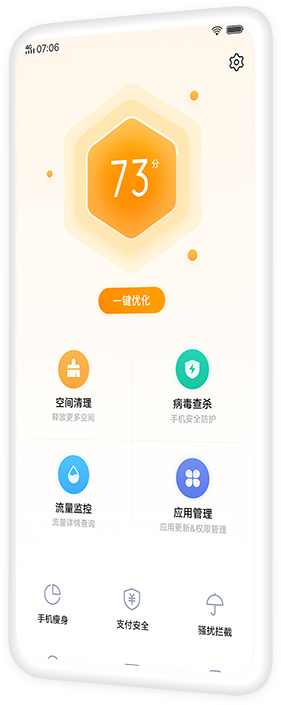 4G 07:06
73分
一键优化
空间清理
释放更多空间
病毒查杀
手机安全防护
流量监控
流量详情查询
应用管理
应用更新&权限管理
手机瘦身
支付安全
骚扰拦截